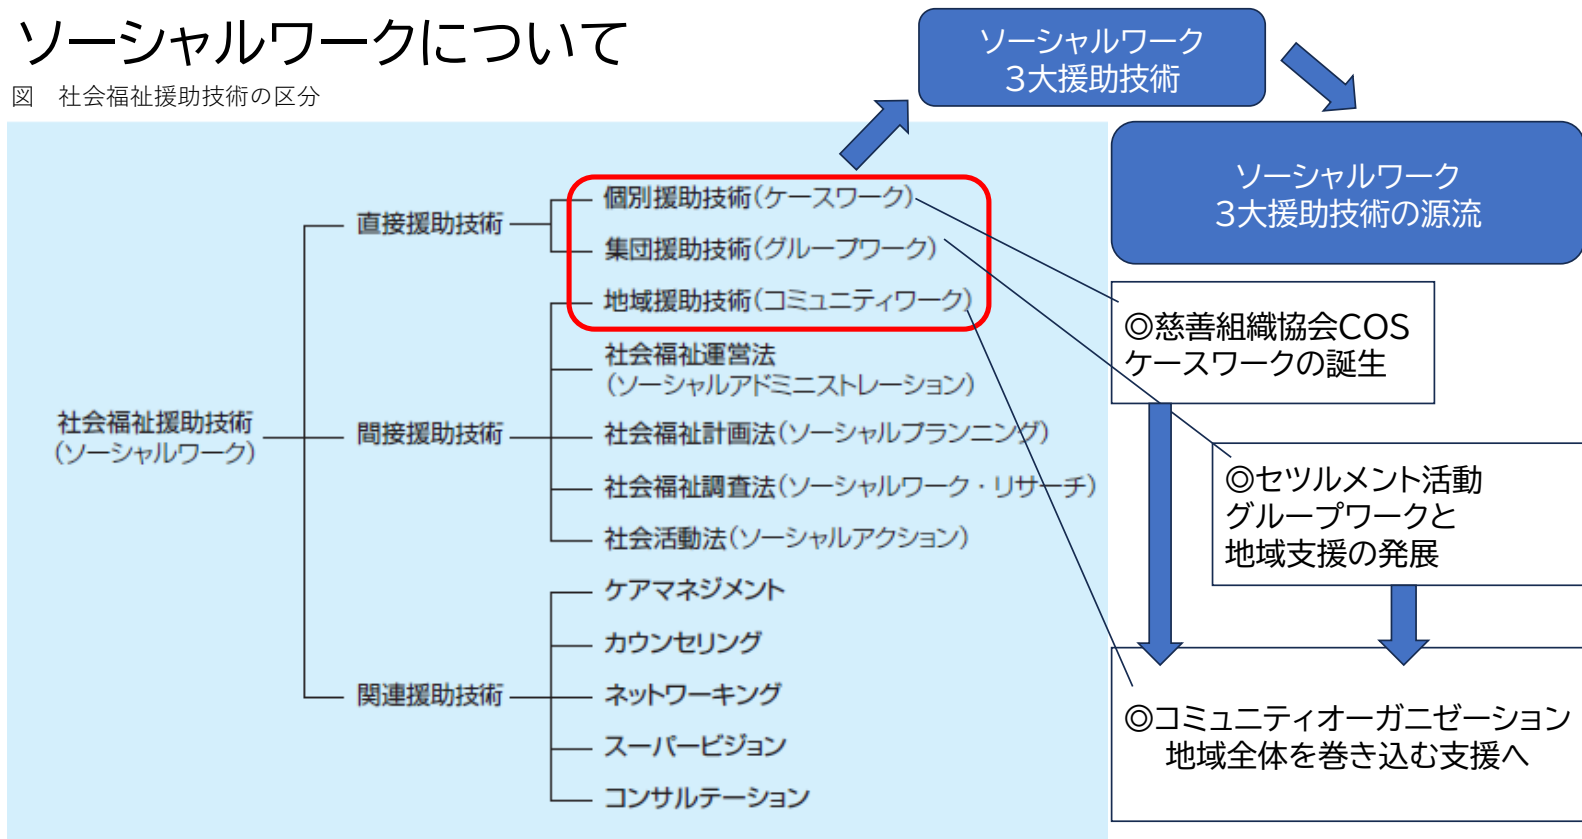 ソーシャルワークについて
図　社会福祉援助技術の区分
ソーシャルワーク
３大援助技術
ソーシャルワーク
３大援助技術の源流
社会福祉援助技術
（ソーシャルワーク）
直接援助技術
個別援助技術（ケースワーク）
集団援助技術（グループワーク）
間接援助技術
地域援助技術（コミュニティワーク）
社会福祉運営法
（ソーシャルアドミニストレーション）
社会福祉計画法（ソーシャルプランニング）
社会福祉調査法（ソーシャルワーク・リサーチ）
社会活動法（ソーシャルアクション）
関連援助技術
ケアマネジメント
カウンセリング
ネットワーキング
スーパービジョン
コンサルテーション
◎慈善組織協会COS
ケースワークの誕生
◎セツルメント活動
グループワークと
地域支援の発展
◎コミュニティオーガニゼーション
地域全体を巻き込む支援へ